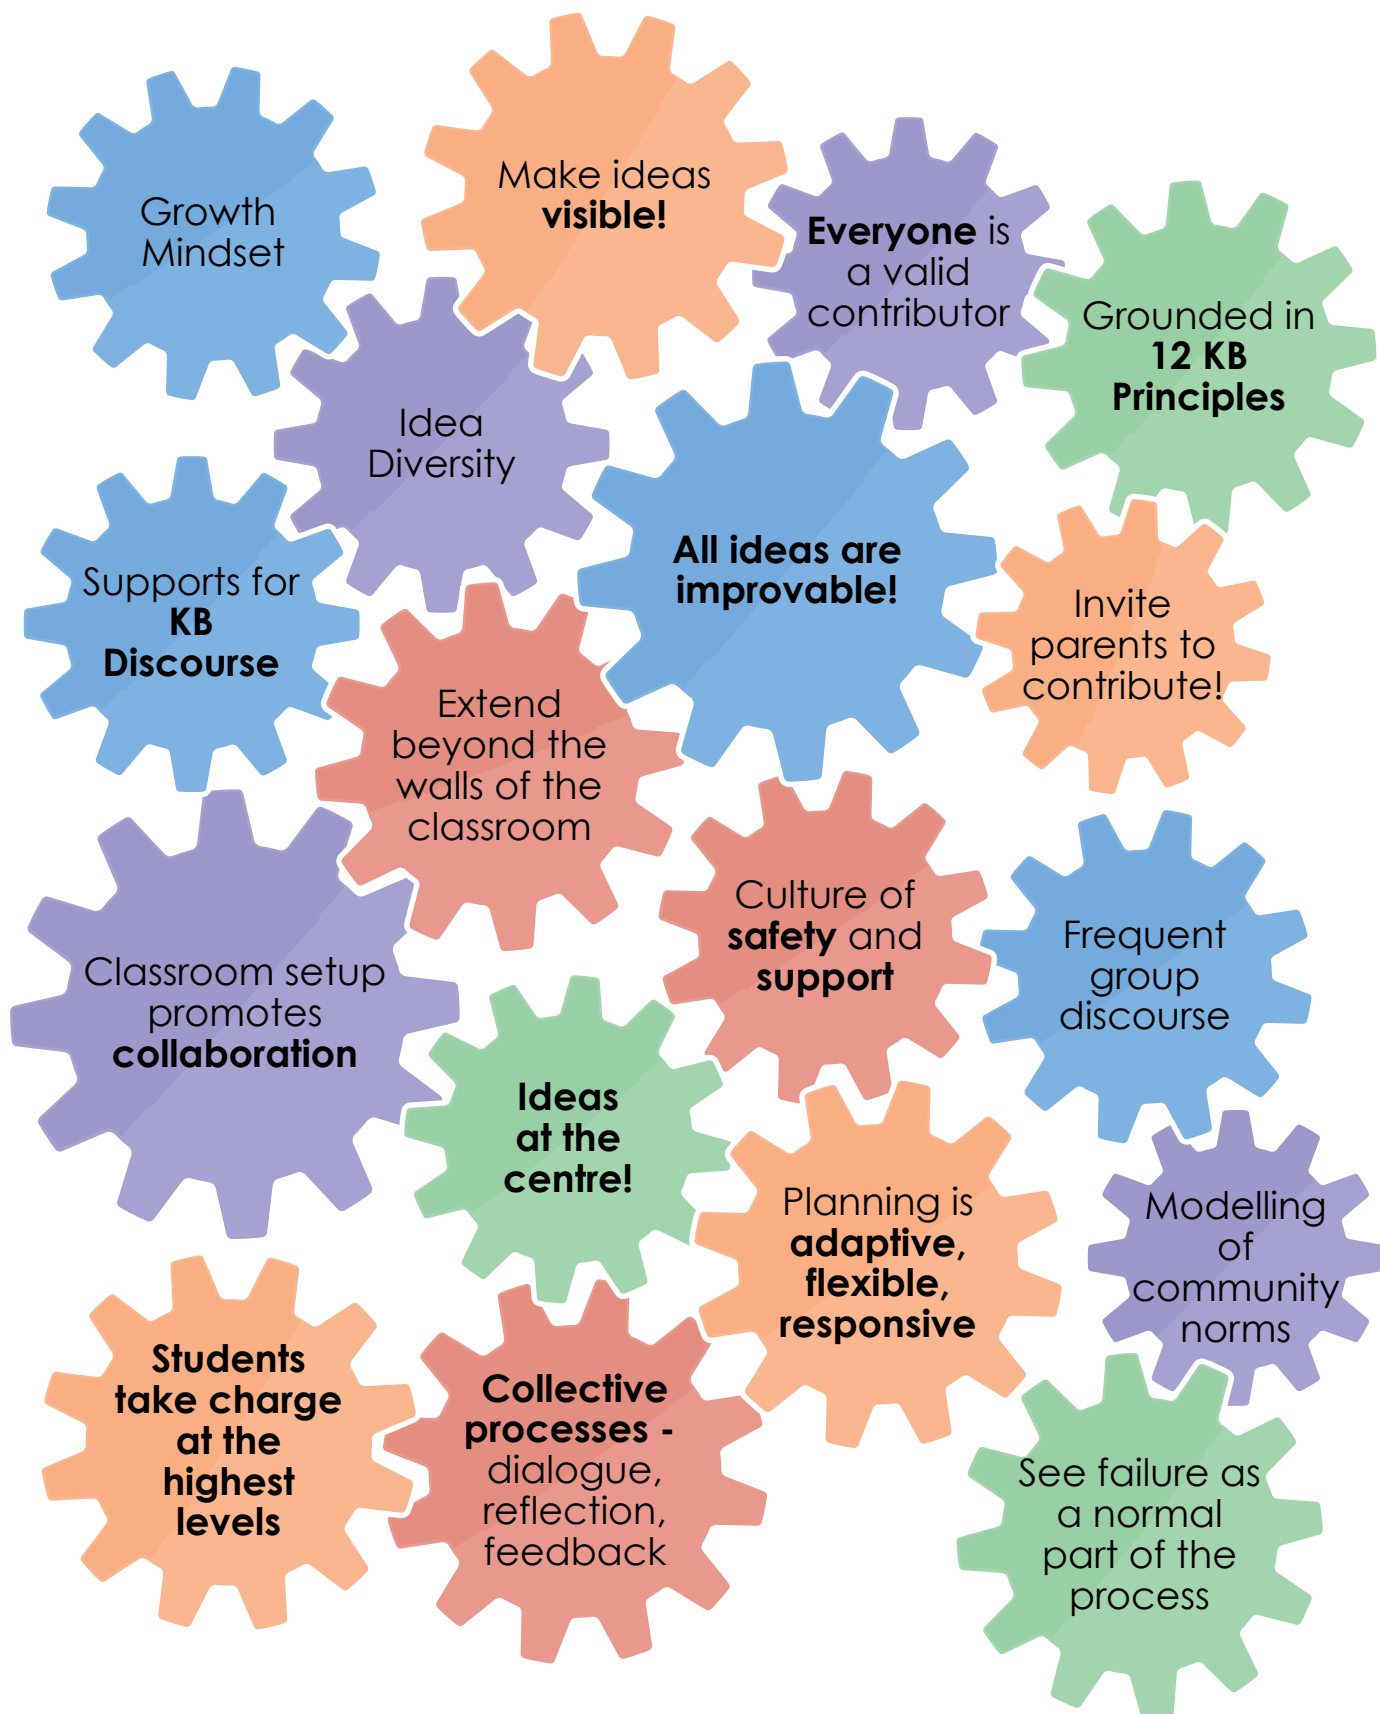 Growth
Mindset
Make ideas
visible!
Everyone is
a valid
contributor
Grounded in
12 KB
Principles
Idea
Diversity
All ideas are
improvable!
Supports for
KB
Discourse
Invite
parents to
contribute!
Extend
beyond the
walls of the
classroom
Culture of
safety and
support
Frequent
group
discourse
Classroom setup
promotes
collaboration
Ideas
at the
centre!
Planning is
adaptive,
flexible,
responsive
Modelling
of
community
norms
Students
take charge
at the
highest
levels
Collective
processes -
dialogue,
reflection,
feedback
See failure as
a normal
part of the
process